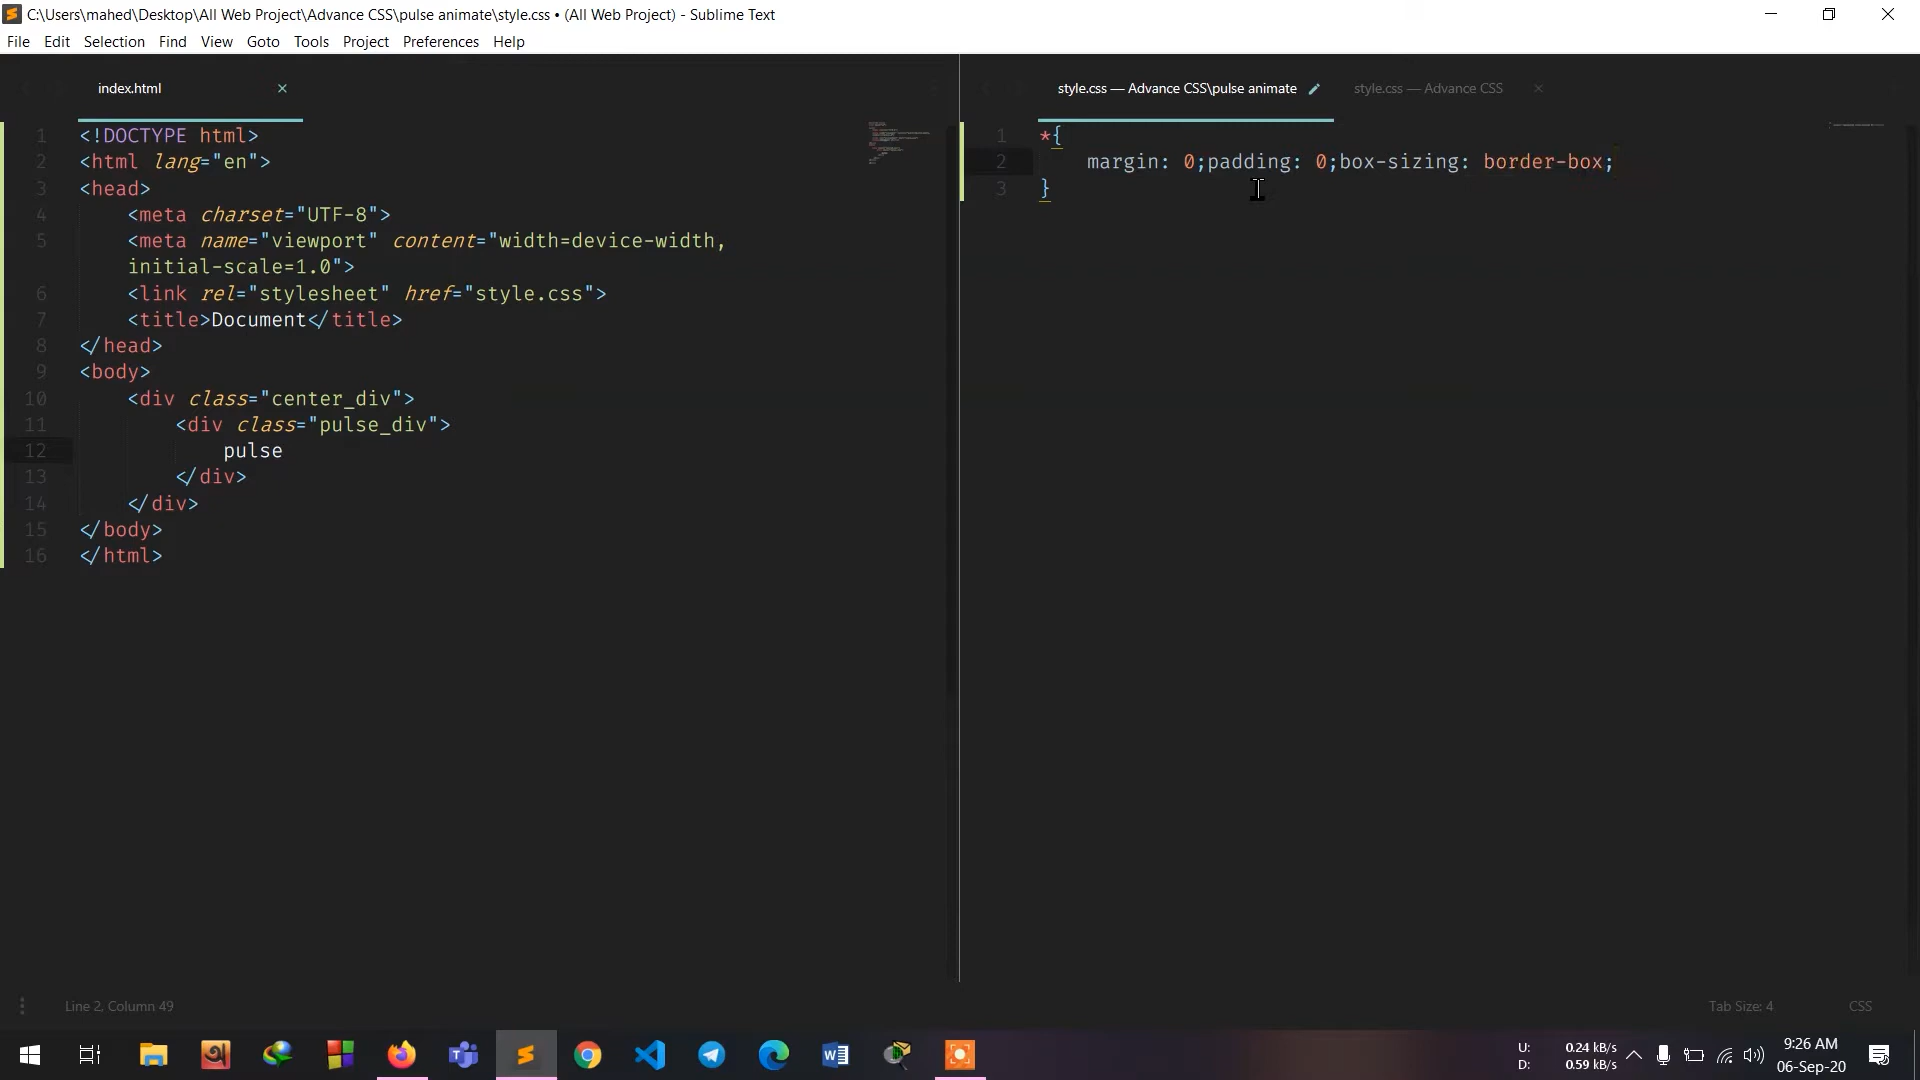 C:\Users\mahed\Desktop\All Web Project\Advance CSS\pulse animate\style.css • (All Web Project) - Sublime Text
File Edit Selection Find View Goto Tools Project Preferences Help
index.html
1 <!DOCTYPE html>
2 <html lang="en">
3 <head>
4 <meta charset="UTF-8">
5 <meta name="viewport" content="width=device-width,
initial-scale=1.0">
6 <link rel="stylesheet" href="style.css">
7 <title>Document</title>
8 </head>
9 <body>
10 <div class="center_div">
11 <div class="pulse_div">
12 pulse
13 </div>
14 </div>
15 </body>
16 </html>
style.css — Advance CSS\pulse animate style.css — Advance CSS
1 *{
2 margin: 0;padding: 0;box-sizing: border-box;
3 }
Line 2, Column 49
Tab Size: 4 CSS
U: 0.24 kB/s
D: 0.59 kB/s
9:26 AM
06-Sep-20